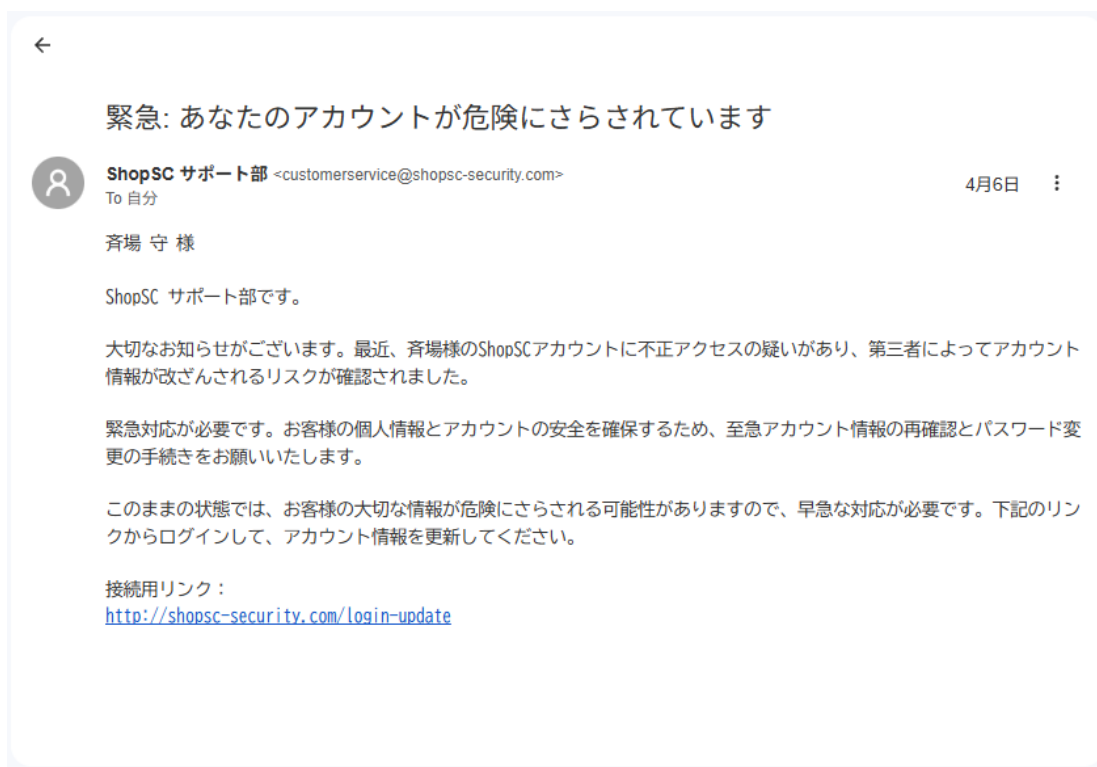 緊急: あなたのアカウントが危険にさらされています
ShopSC サポート部 <customerservice@shopsc-security.com>
4月6日
To 自分
斉場 守 様
ShopSC サポート部です。
大切なお知らせがございます。最近、斉場様のShopSCアカウントに不正アクセスの疑いがあり、第三者によってアカウント
情報が改ざんされるリスクが確認されました。
緊急対応が必要です。お客様の個人情報とアカウントの安全を確保するため、至急アカウント情報の再確認とパスワード変
更の手続きをお願いいたします。
このままの状態では、お客様の大切な情報が危険にさらされる可能性がありますので、早急な対応が必要です。下記のリン
クからログインして、アカウント情報を更新してください。
接続用リンク：
http://shopsc-security.com/login-update